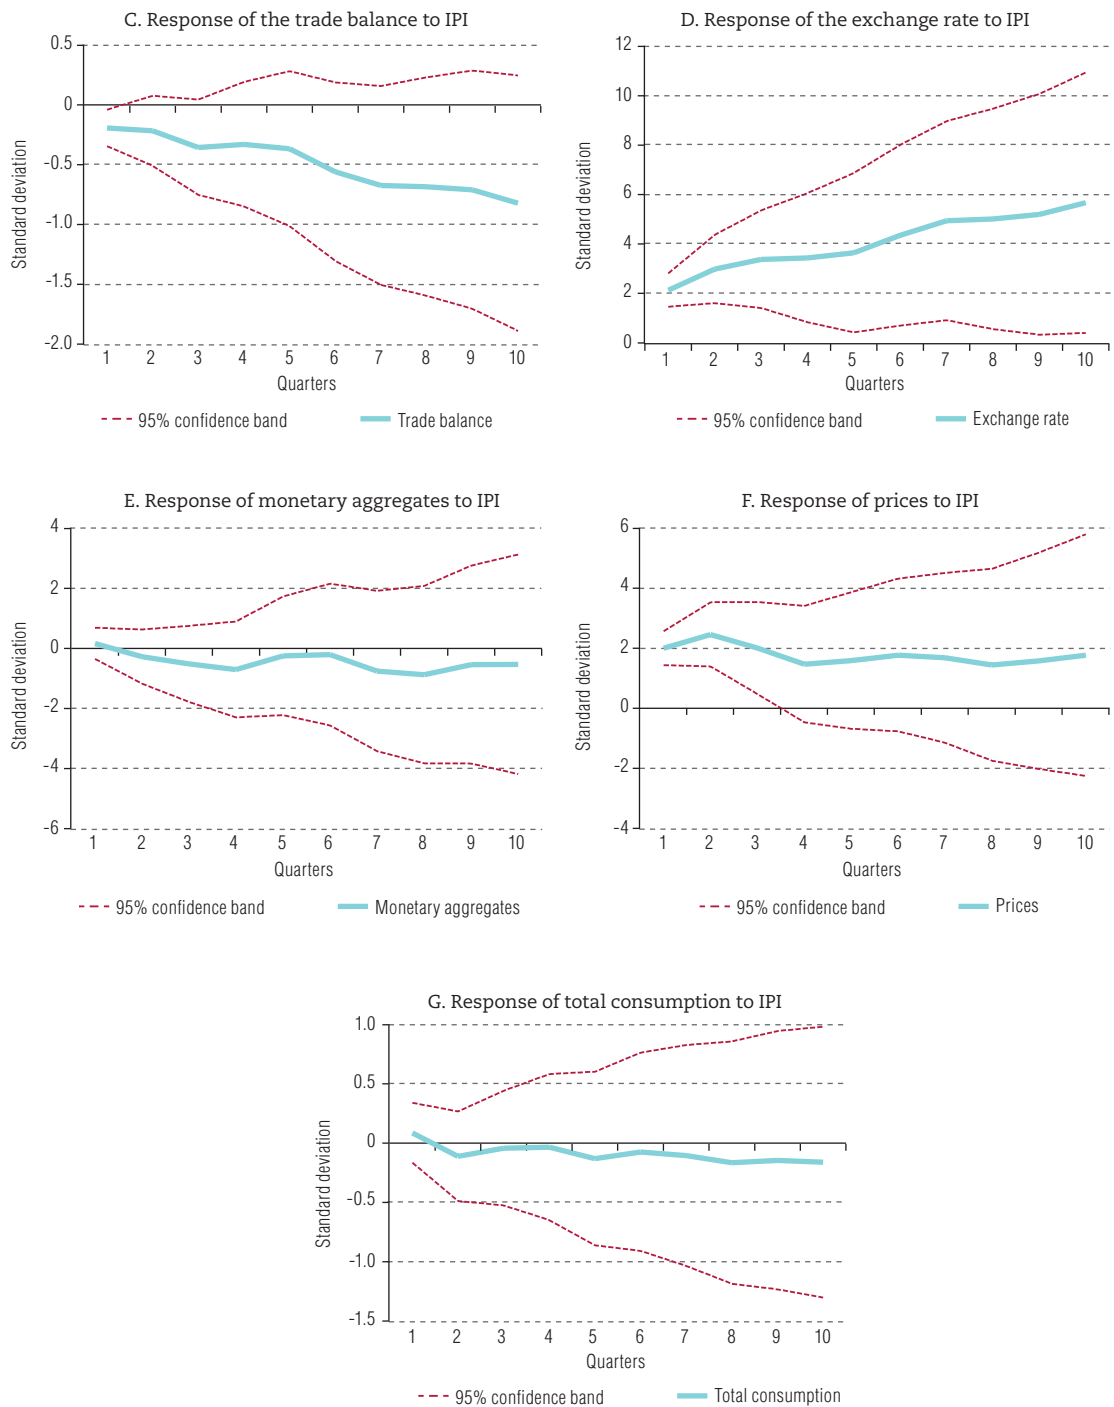 C. Response of the trade balance to IPI
0.5
0
-0.5
-1.0
-1.5
-2.0
Standard deviation
1 2 3 4 5 6 7 8 9 10
Quarters
95% confidence band Trade balance
D. Response of the exchange rate to IPI
12
10
8
6
4
2
0
Standard deviation
1 2 3 4 5 6 7 8 9 10
Quarters
95% confidence band Exchange rate
E. Response of monetary aggregates to IPI
4
2
0
-2
-4
-6
Standard deviation
1 2 3 4 5 6 7 8 9 10
Quarters
95% confidence band Monetary aggregates
F. Response of prices to IPI
6
4
2
0
-2
-4
Standard deviation
1 2 3 4 5 6 7 8 9 10
Quarters
95% confidence band Prices
G. Response of total consumption to IPI
1.0
0.5
0
-0.5
-1.0
-1.5
Standard deviation
1 2 3 4 5 6 7 8 9 10
Quarters
95% confidence band Total consumption